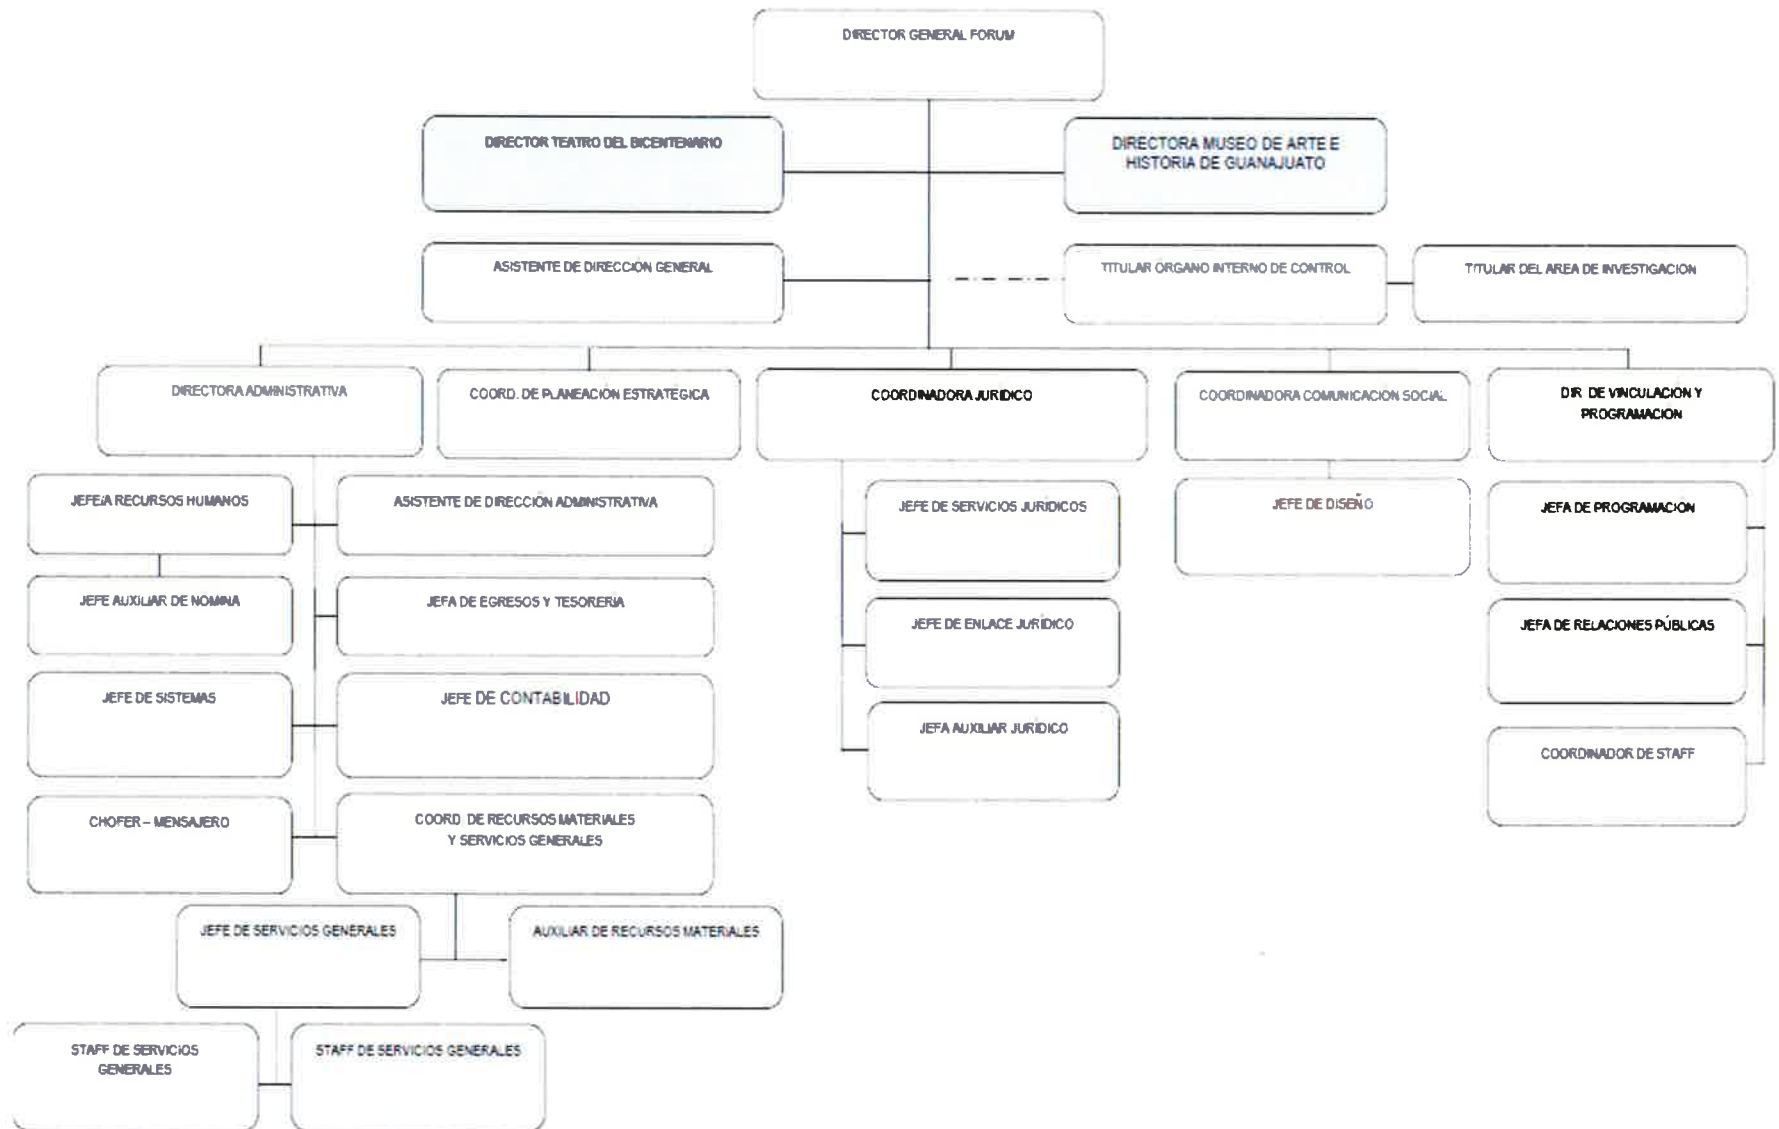 DIRECTOR GENERAL FORUM
DIRECTOR TEATRO DEL BICENTENARIO
DIRECTORA MUSEO DE ARTE E
HISTORIA DE GUANAJUATO
ASISTENTE DE DIRECCIÓN GENERAL
TITULAR ÓRGANO INTERNO DE CONTROL
TITULAR DEL AREA DE INVESTIGACION
DIRECTORA ADMINISTRATIVA
COORD. DE PLANEACIÓN ESTRATÉGICA
COORDINADORA JURIDICO
COORDINADORA COMUNICACION SOCIAL
DIR. DE VINCULACION Y
PROGRAMACION
JEFE/A RECURSOS HUMANOS
ASISTENTE DE DIRECCIÓN ADMINISTRATIVA
JEFE DE SERVICIOS JURÍDICOS
JEFE DE DISEÑO
JEFA DE PROGRAMACIÓN
JEFE AUXILIAR DE NOMINA
JEFA DE EGRESOS Y TESORERIA
JEFE DE ENLACE JURÍDICO
JEFA DE RELACIONES PÚBLICAS
JEFE DE SISTEMAS
JEFE DE CONTABILIDAD
JEFA AUXILIAR JURÍDICO
COORDINADOR DE STAFF
CHOFER – MENSAJERO
COORD. DE RECURSOS MATERIALES
Y SERVICIOS GENERALES
JEFE DE SERVICIOS GENERALES
AUXILIAR DE RECURSOS MATERIALES
STAFF DE SERVICIOS
GENERALES
STAFF DE SERVICIOS GENERALES